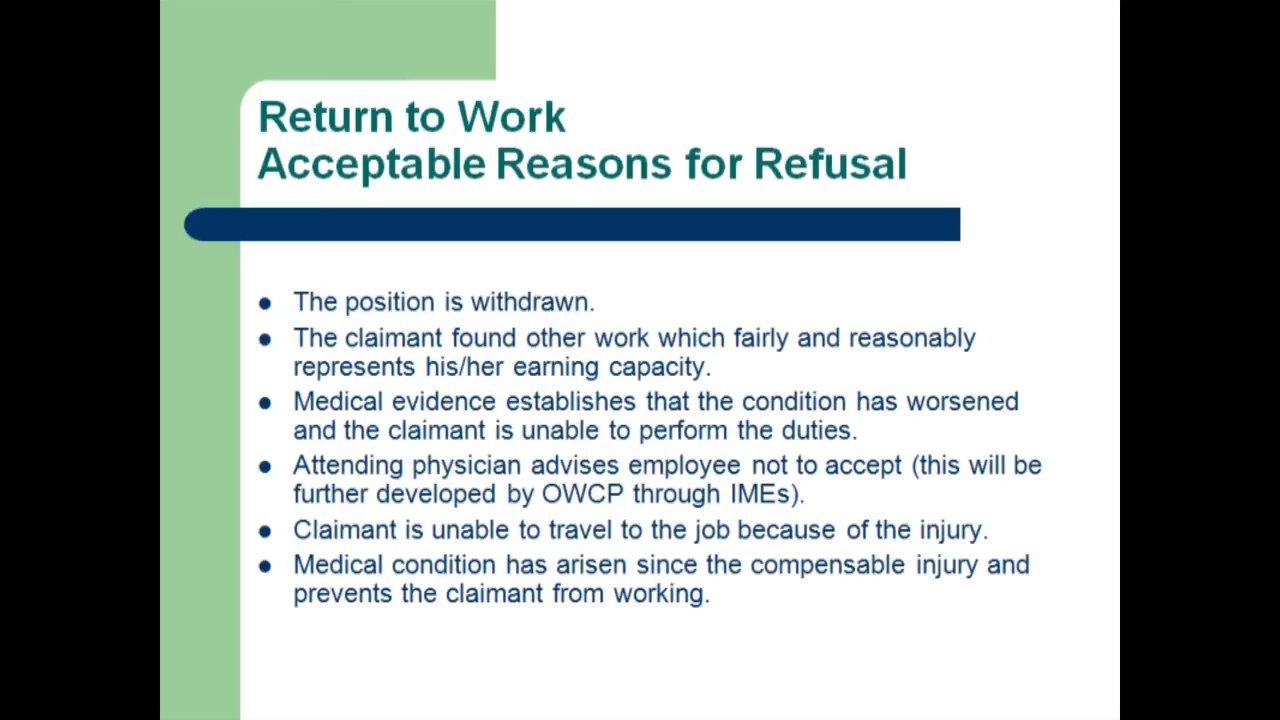 Return to Work
Acceptable Reasons for Refusal
● The position is withdrawn.
● The claimant found other work which fairly and reasonably
represents his/her earning capacity.
● Medical evidence establishes that the condition has worsened
and the claimant is unable to perform the duties.
● Attending physician advises employee not to accept (this will be
further developed by OWCP through IMEs).
● Claimant is unable to travel to the job because of the injury.
● Medical condition has arisen since the compensable injury and
prevents the claimant from working.